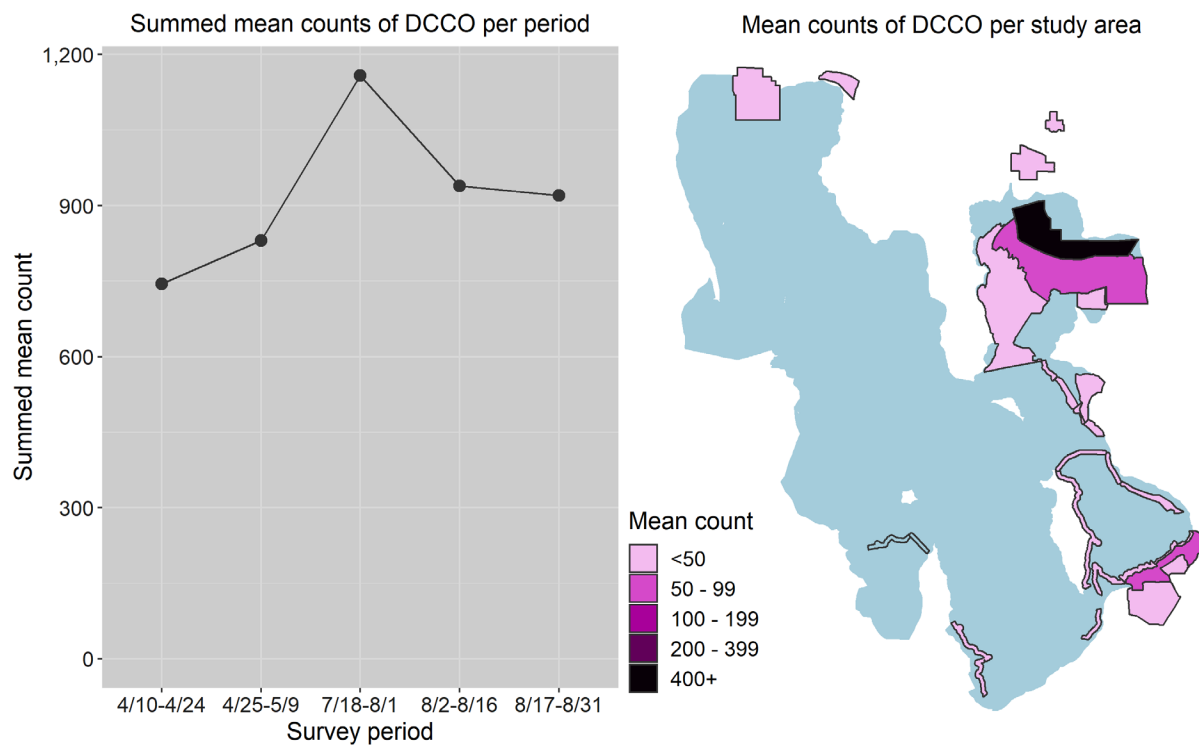 Summed mean counts of DCCO per period
1,200
900
600
300
0
Summed mean count
4/10-4/24 4/25-5/9 7/18-8/1 8/2-8/16 8/17-8/31
Survey period
Mean counts of DCCO per study area
Mean count
<50
50 - 99
100 - 199
200 - 399
400+